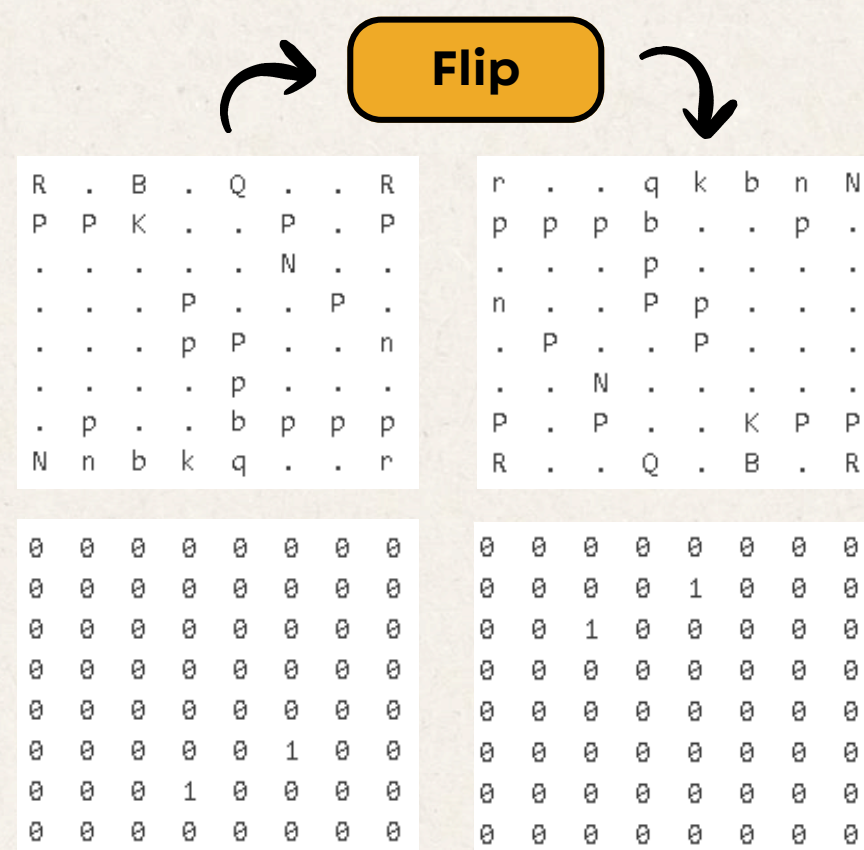 Flip
R . B . Q . . R
P P K . . P . P
. . . . . N . .
. . . P . . P .
. . . p P . . n
. . . . p . . .
. p . . b p p p
N n b k q . . r
r . . q k b n N
p p p b . . p .
. . . p . . . .
n . . P p . . .
. P . . P . . .
. . N . . . . .
P . P . . K P P
R . . Q . B . R
0 0 0 0 0 0 0 0
0 0 0 0 0 0 0 0
0 0 0 0 0 0 0 0
0 0 0 0 0 0 0 0
0 0 0 0 0 0 0 0
0 0 0 0 0 1 0 0
0 0 0 1 0 0 0 0
0 0 0 0 0 0 0 0
0 0 0 0 0 0 0 0
0 0 0 0 1 0 0 0
0 0 1 0 0 0 0 0
0 0 0 0 0 0 0 0
0 0 0 0 0 0 0 0
0 0 0 0 0 0 0 0
0 0 0 0 0 0 0 0
0 0 0 0 0 0 0 0